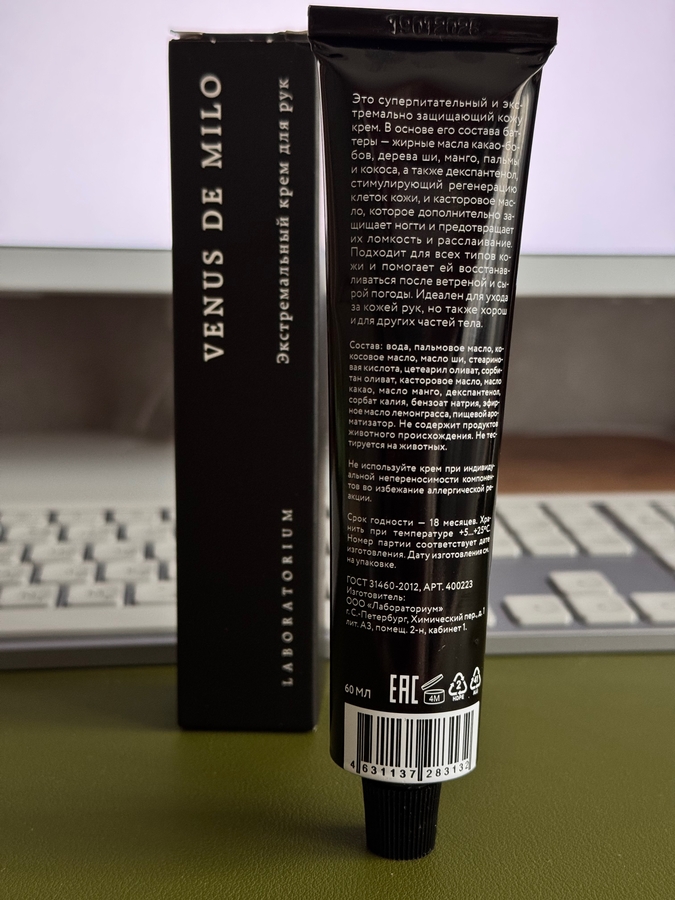 VENUS DE MILO
Экстремальный крем для рук
LABORATORIUM
19012026
Это суперпитательный и экс-
тремально защищающий кожу
крем. В основе его состава бат-
теры — жирные масла какао-бо-
бов, дерева ши, манго, пальмы
и кокоса, а также декспантенол,
стимулирующий регенерацию
клеток кожи, и касторовое мас-
ло, которое дополнительно за-
щищает ногти и предотвращает
их ломкость и расслаивание.
Подходит для всех типов ко-
жи и помогает ей восстанав-
ливаться после ветреной и сы-
рой погоды. Идеален для ухода
за кожей рук, но также хорош
и для других частей тела.
Состав: вода, пальмовое масло, ко-
косовое масло, масло ши, стеарино-
вая кислота, цетеарил оливат, сорби-
тан оливат, касторовое масло, масло
какао, масло манго, декспантенол,
сорбат калия, бензоат натрия, эфир-
ное масло лемонграсса, пищевой аро-
матизатор. Не содержит продуктов
животного происхождения. Не тес-
тируется на животных.
Не используйте крем при индивиду-
альной непереносимости компонен-
тов во избежание аллергической ре-
акции.
Срок годности — 18 месяцев. Хра-
нить при температуре +5...+25°C.
Номер партии соответствует дате
изготовления. Дату изготовления см.
на упаковке.
ГОСТ 31460-2012, АРТ. 400223
Изготовитель:
ООО «Лабораториум»
г. С.-Петербург, Химический пер., д. 1
лит. АЗ, помещ. 2-н, кабинет 1.
60 МЛ
EAC
4M
2
HDPE
41
4 631137 283132